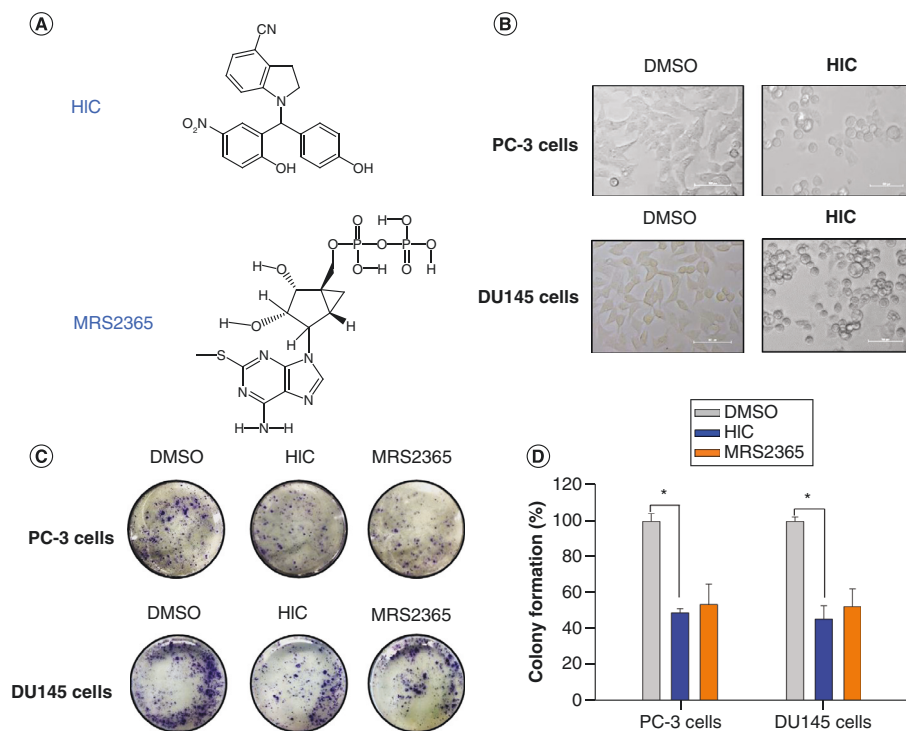 A
CN
HIC
N
O2N
OH
OH
MRS2365
H
O
O
O
H
P
O
P
O
H
O
O
H
O
H
O
H
H
O
H
H
N
S
N
N
N
N
H
N
H
B
DMSO
HIC
PC-3 cells
DMSO
HIC
DU145 cells
C
DMSO
HIC
MRS2365
PC-3 cells
DMSO
HIC
MRS2365
DU145 cells
DMSO
HIC
MRS2365
D
120
100
80
60
40
20
0
Colony formation (%)
*
*
PC-3 cells
DU145 cells